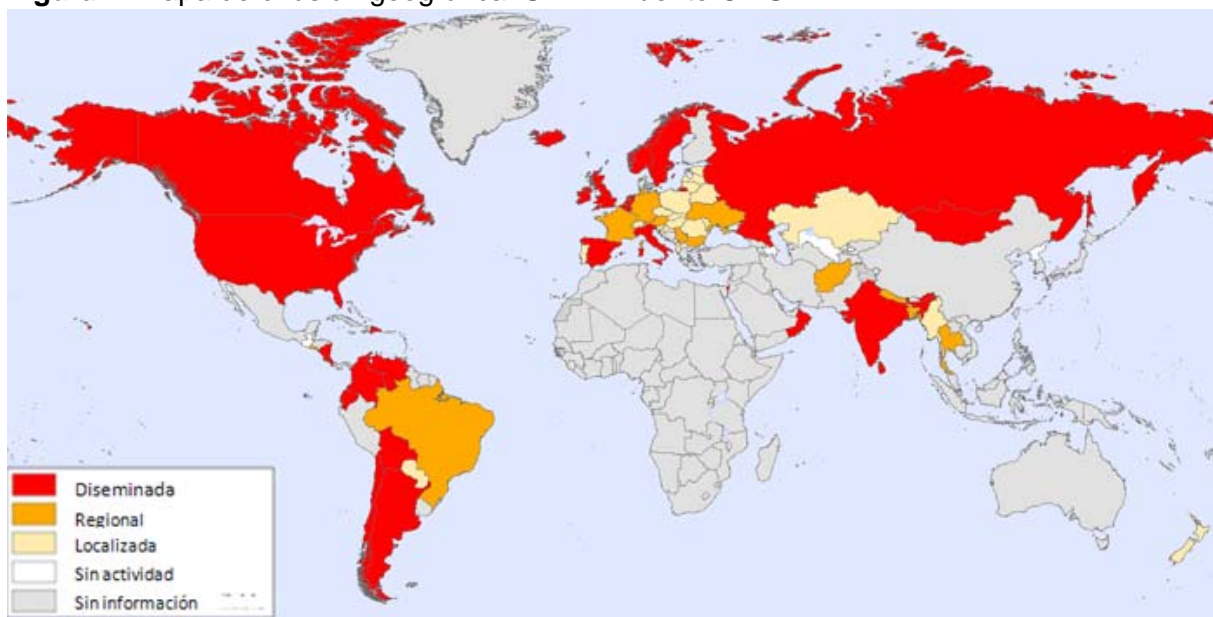 Diseminada
Regional
Localizada
Sin actividad
Sin información